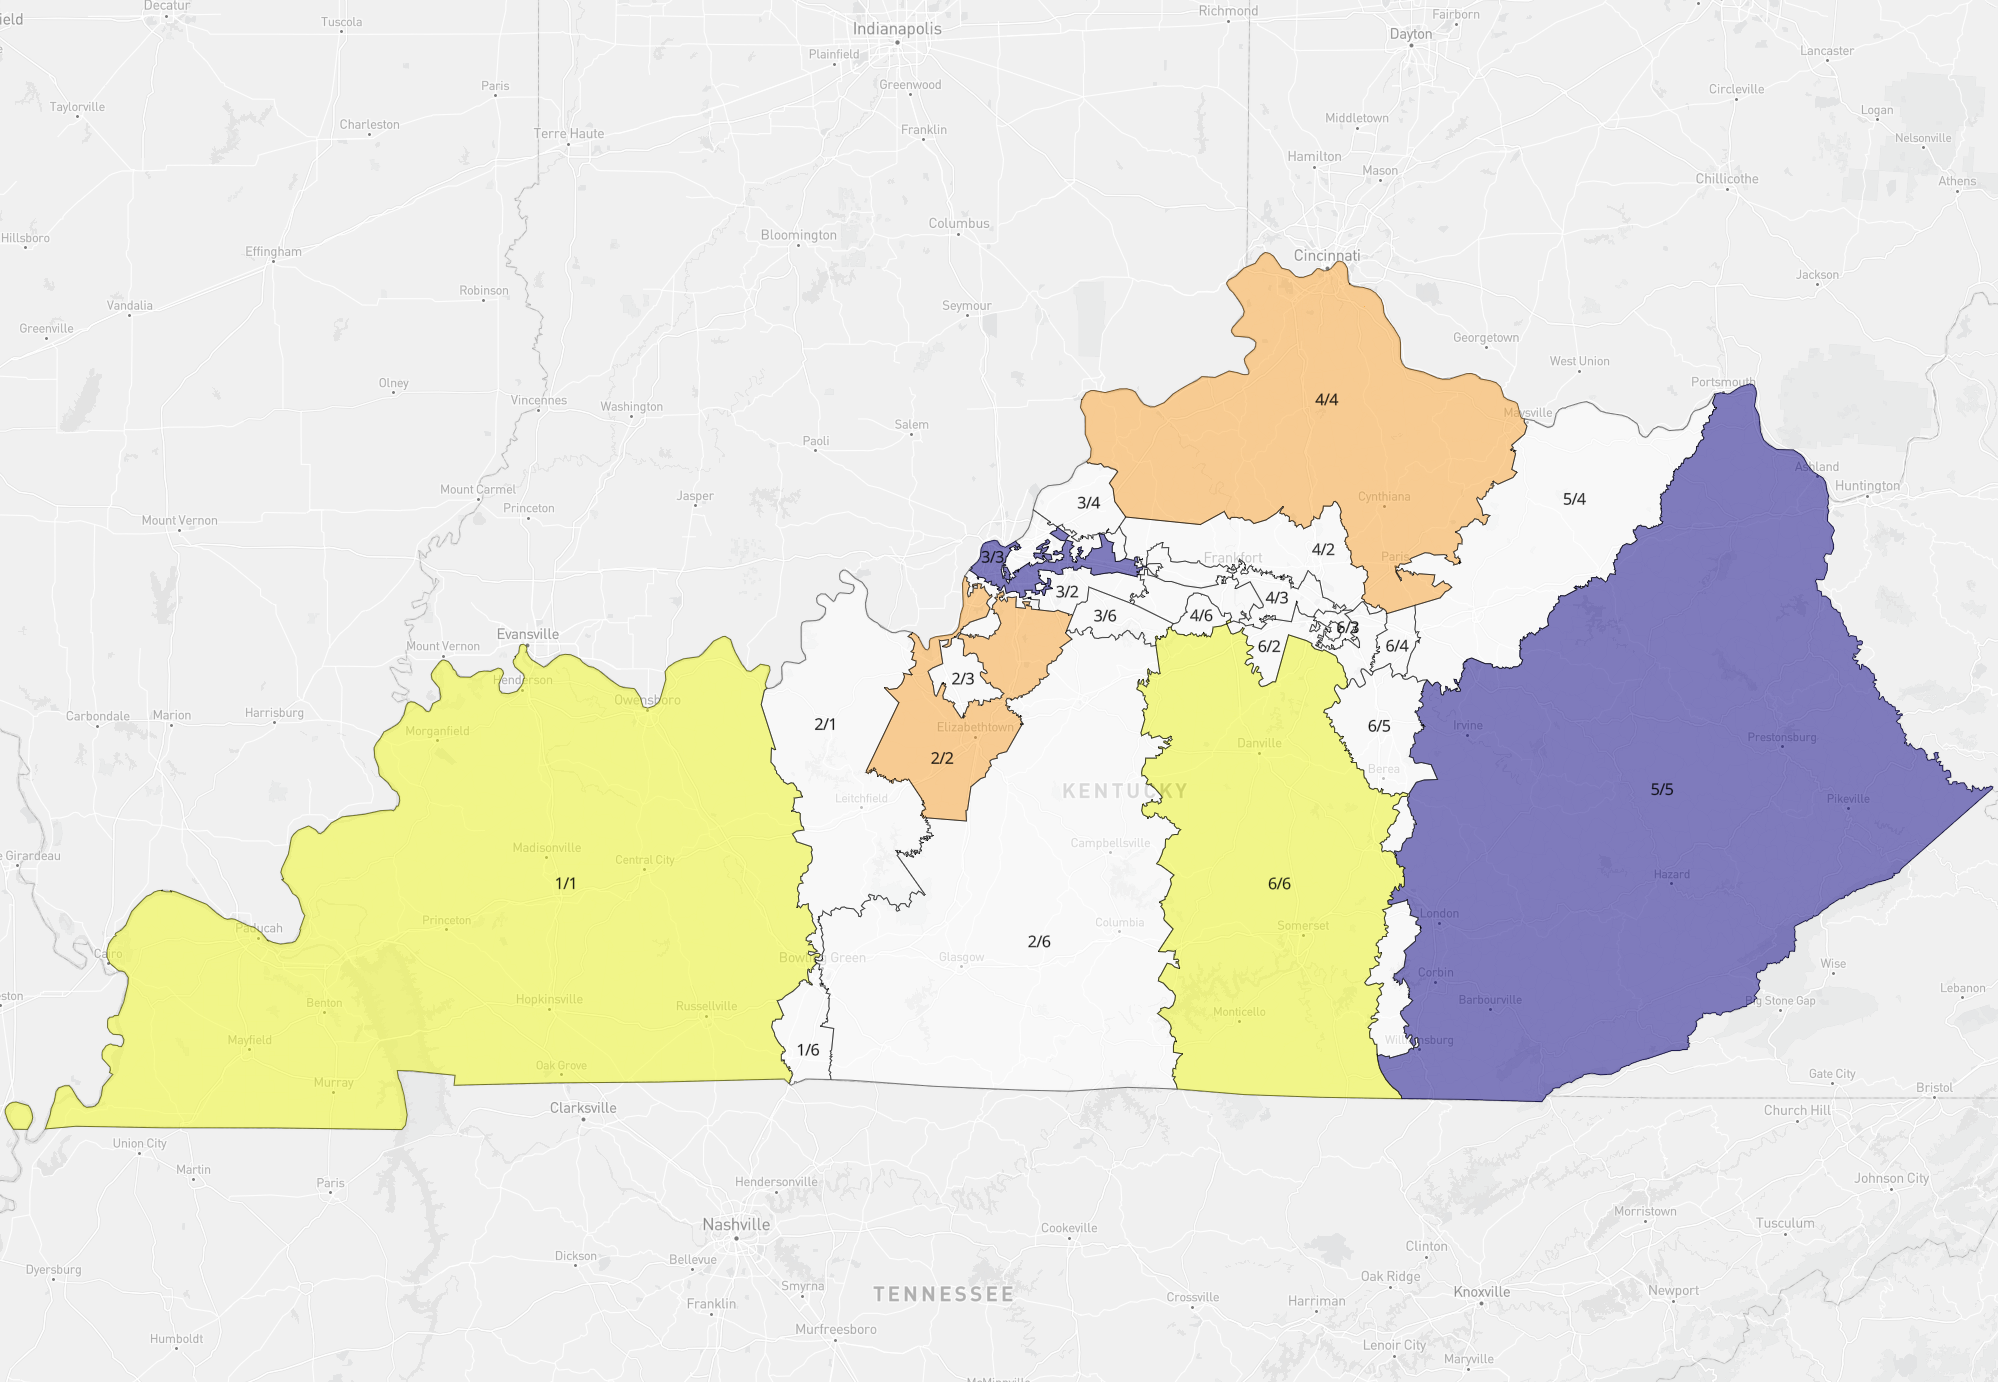 Decatur
Tuscola
Indianapolis
Richmond
Fairborn
Dayton
ield
Plainfield
Greenwood
Lancaster
Paris
Circleville
Taylorville
Charleston
Terre Haute
Franklin
Middletown
Logan
Nelsonville
Hamilton
Mason
Chillicothe
Athens
Hillsboro
Effingham
Bloomington
Columbus
Cincinnati
Jackson
Vandalia
Robinson
Seymour
Greenville
Georgetown
West Union
Olney
Vincennes
Washington
Salem
Paoli
Portsmouth
4/4
Maysville
Mount Carmel
Princeton
Jasper
Ashland
Huntington
Mount Vernon
3/4
Cynthiana
5/4
3/3
Frankfort
4/2
Paris
3/2
4/3
3/6
4/6
6/3
Evansville
Mount Vernon
6/2
6/4
Henderson
2/3
Owensboro
Carbondale
Marion
Harrisburg
Morganfield
2/1
Elizabethtown
6/5
Irvine
Prestonsburg
2/2
Danville
Berea
KENTUCKY
5/5
Leitchfield
Pikeville
e Girardeau
Madisonville
Central City
Campbellsville
1/1
6/6
Hazard
Princeton
Paducah
Columbia
Somerset
London
2/6
Cairo
Bowling Green
Glasgow
Wise
Corbin
ston
Benton
Hopkinsville
Russellville
Monticello
Barbourville
Big Stone Gap
Lebanon
Mayfield
1/6
Williamsburg
Murray
Oak Grove
Gate City
Bristol
Clarksville
Church Hill
Union City
Martin
Paris
Hendersonville
Johnson City
Nashville
Cookeville
Morristown
Tusculum
Dickson
Bellevue
Clinton
Dyersburg
Smyrna
TENNESSEE
Crossville
Oak Ridge
Knoxville
Newport
Franklin
Harriman
Murfreesboro
Humboldt
Lenoir City
Maryville